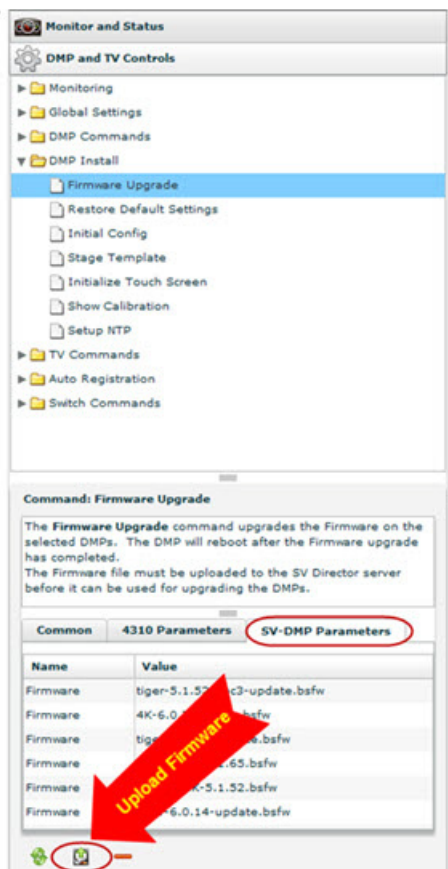 Monitor and Status
DMP and TV Controls
Monitoring
Global Settings
DMP Commands
DMP Install
Firmware Upgrade
Restore Default Settings
Initial Config
Stage Template
Initialize Touch Screen
Show Calibration
Setup NTP
TV Commands
Auto Registration
Switch Commands
Command: Firmware Upgrade
The Firmware Upgrade command upgrades the Firmware on the
selected DMPs. The DMP will reboot after the Firmware upgrade
has completed.
The Firmware file must be uploaded to the SV Director server
before it can be used for upgrading the DMPs.
Common 4310 Parameters SV-DMP Parameters
Name Value
Firmware
Firmware
Firmware
Firmware
Firmware
Firmware
Upload Firmware